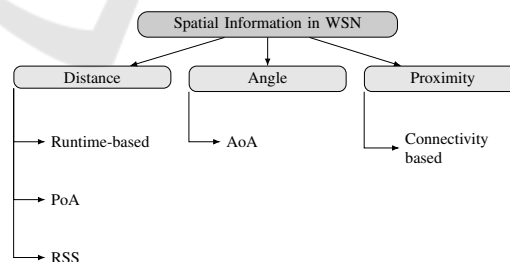 Spatial Information in WSN
Distance
Angle
Proximity
Runtime-based
AoA
Connectivity
based
PoA
RSS